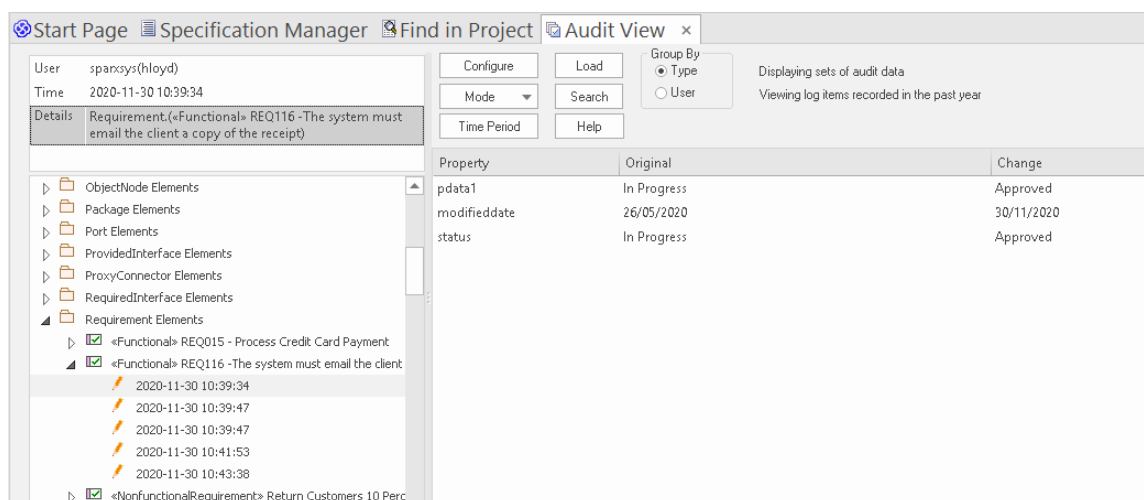 Start Page Specification Manager Find in Project Audit View ×
User sparxsys(hloyd)
Time 2020-11-30 10:39:34
Details Requirement.(«Functional» REQ116 -The system must
email the client a copy of the receipt)
ObjectNode Elements
Package Elements
Port Elements
ProvidedInterface Elements
ProxyConnector Elements
RequiredInterface Elements
Requirement Elements
«Functional» REQ015 - Process Credit Card Payment
«Functional» REQ116 -The system must email the client
2020-11-30 10:39:34
2020-11-30 10:39:47
2020-11-30 10:39:47
2020-11-30 10:41:53
2020-11-30 10:43:38
«NonfunctionalRequirement» Return Customers 10 Perc
Configure Load
Mode Search
Time Period Help
Group By
Type
User
Displaying sets of audit data
Viewing log items recorded in the past year
Property Original Change
pdata1 In Progress Approved
modifieddate 26/05/2020 30/11/2020
status In Progress Approved